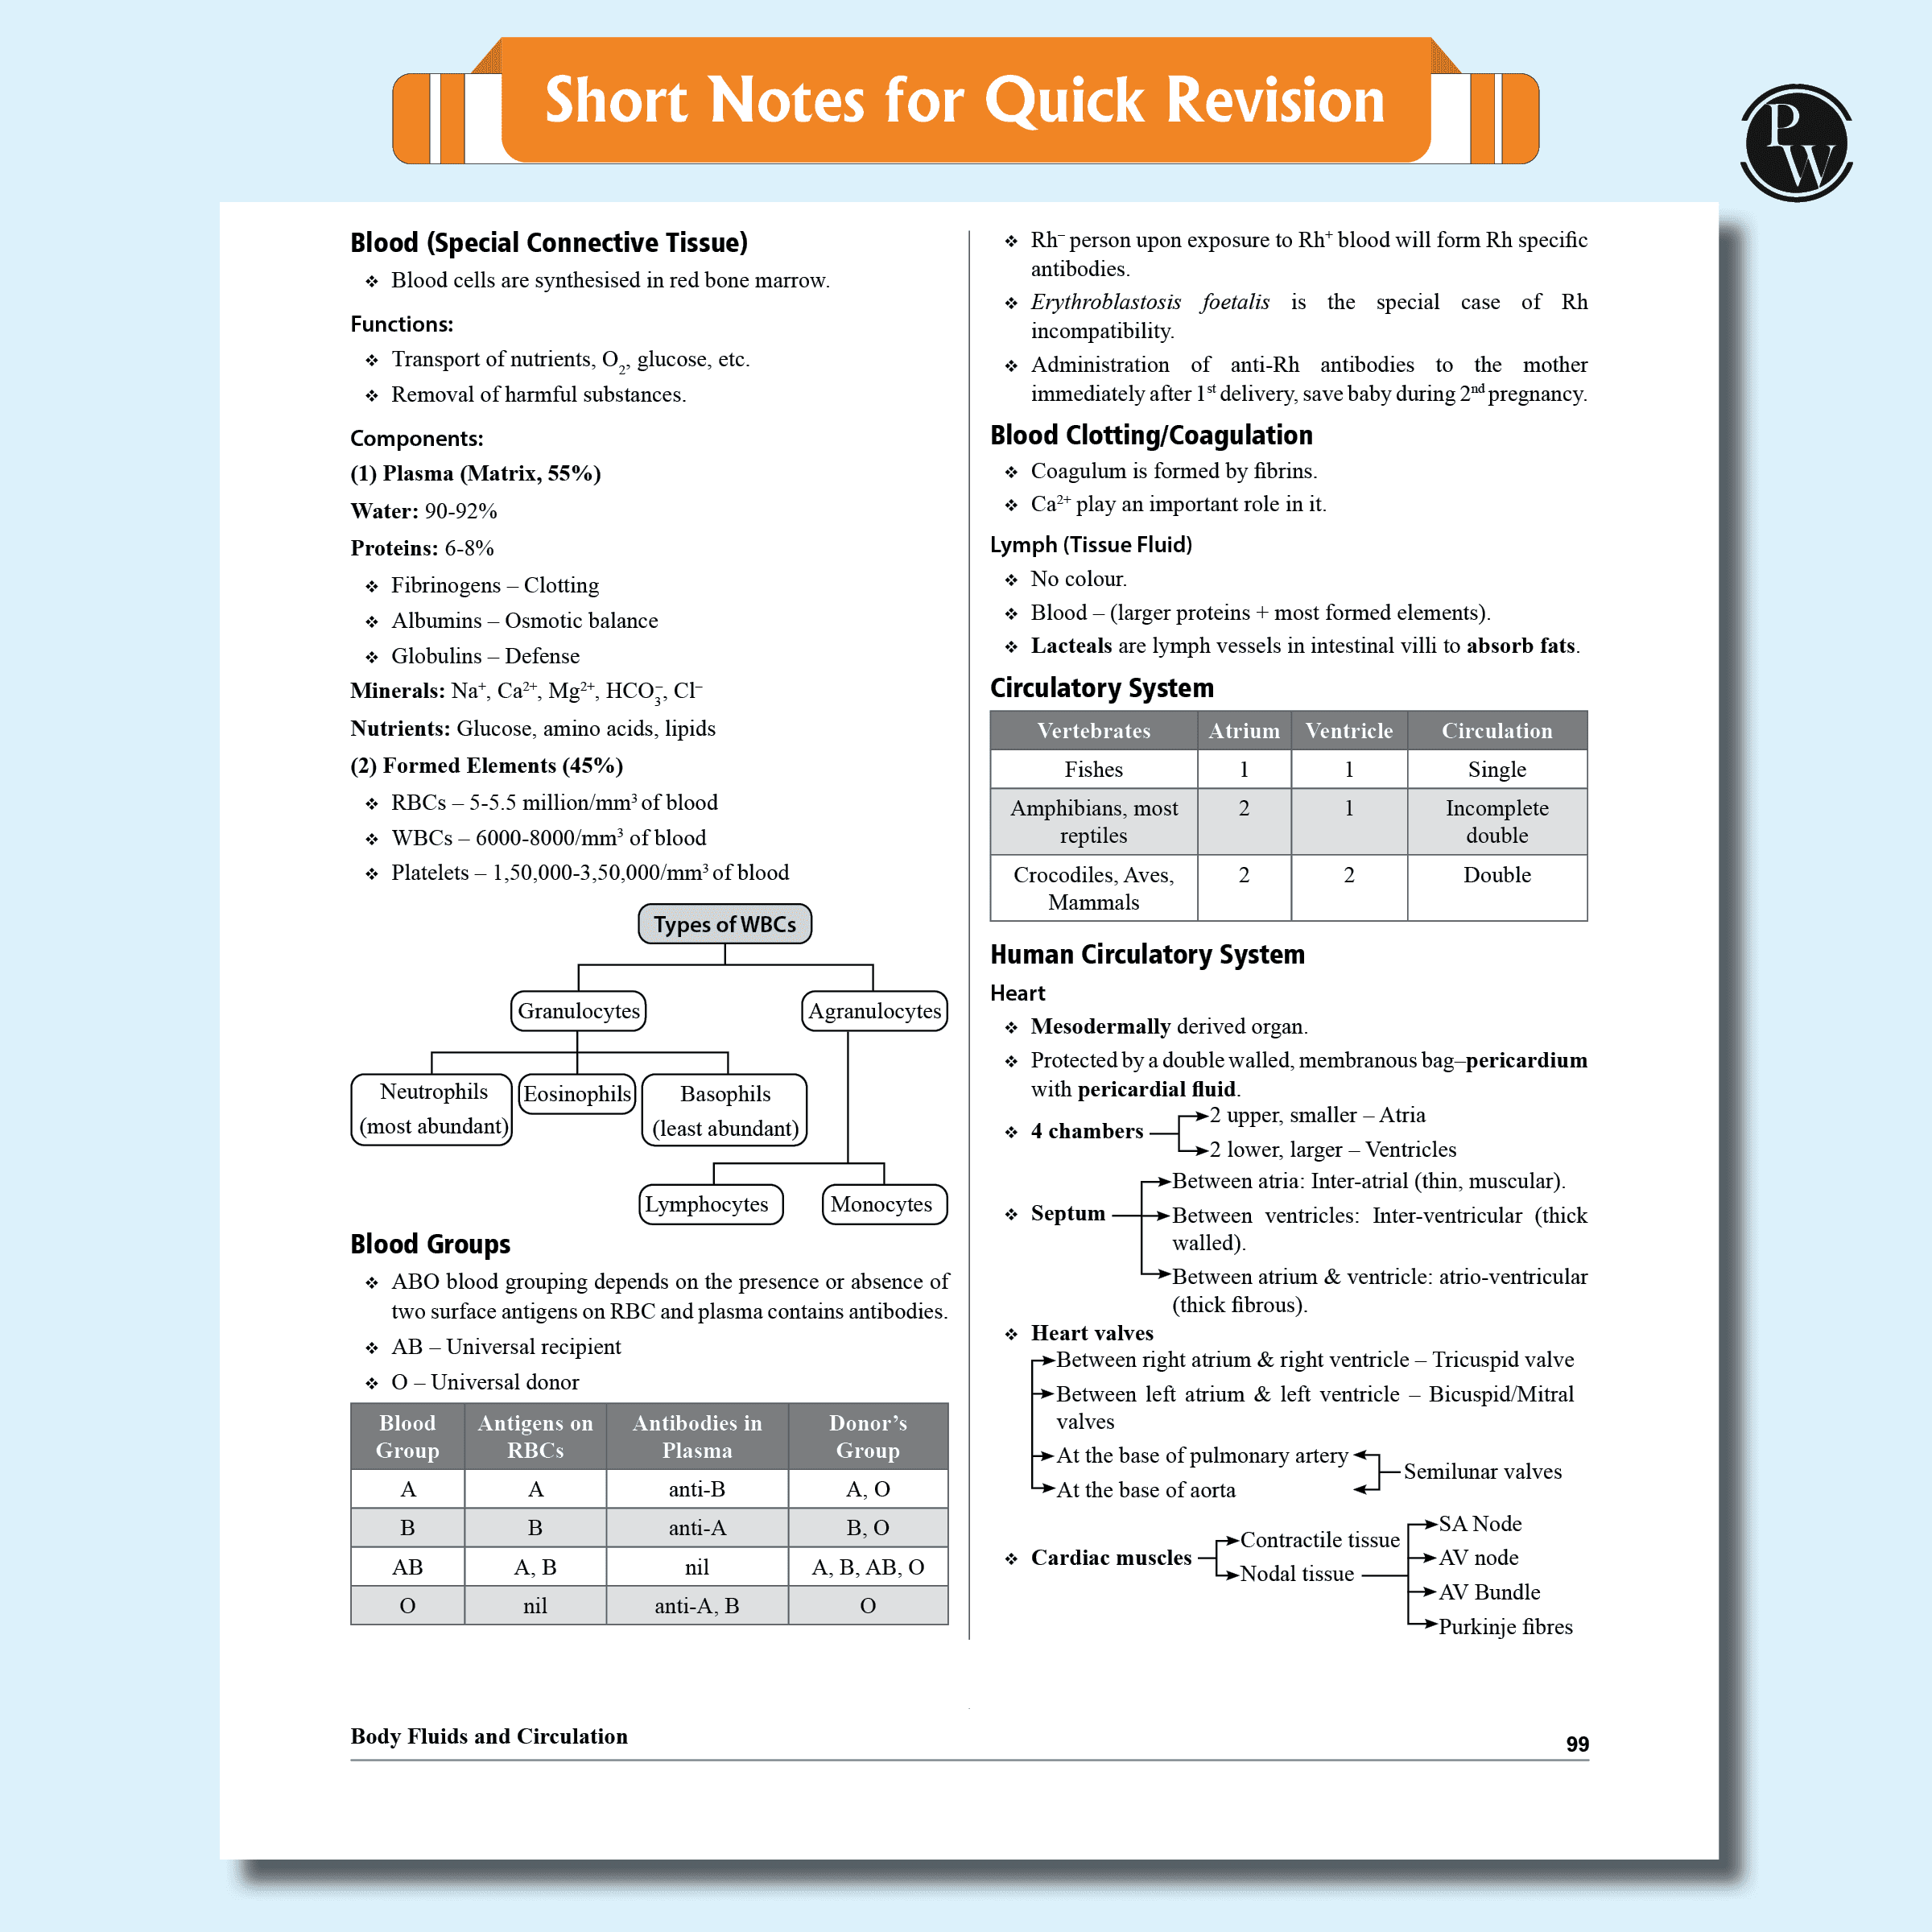 Short Notes for Quick Revision
PW
Blood (Special Connective Tissue)
❖ Blood cells are synthesised in red bone marrow.
Functions:
❖ Transport of nutrients, O₂, glucose, etc.
❖ Removal of harmful substances.
Components:
(1) Plasma (Matrix, 55%)
Water: 90-92%
Proteins: 6-8%
❖ Fibrinogens – Clotting
❖ Albumins – Osmotic balance
❖ Globulins – Defense
Minerals: Na⁺, Ca²⁺, Mg²⁺, HCO₃⁻, Cl⁻
Nutrients: Glucose, amino acids, lipids
(2) Formed Elements (45%)
❖ RBCs – 5-5.5 million/mm³ of blood
❖ WBCs – 6000-8000/mm³ of blood
❖ Platelets – 1,50,000-3,50,000/mm³ of blood
Types of WBCs
Granulocytes Agranulocytes
Neutrophils Eosinophils Basophils
(most abundant) (least abundant)
Lymphocytes Monocytes
Blood Groups
❖ ABO blood grouping depends on the presence or absence of
two surface antigens on RBC and plasma contains antibodies.
❖ AB – Universal recipient
❖ O – Universal donor
Blood Antigens on Antibodies in Donor's
Group RBCs Plasma Group
A A anti-B A, O
B B anti-A B, O
AB A, B nil A, B, AB, O
O nil anti-A, B O
❖ Rh⁻ person upon exposure to Rh⁺ blood will form Rh specific
antibodies.
❖ Erythroblastosis foetalis is the special case of Rh
incompatibility.
❖ Administration of anti-Rh antibodies to the mother
immediately after 1st delivery, save baby during 2nd pregnancy.
Blood Clotting/Coagulation
❖ Coagulum is formed by fibrins.
❖ Ca²⁺ play an important role in it.
Lymph (Tissue Fluid)
❖ No colour.
❖ Blood – (larger proteins + most formed elements).
❖ Lacteals are lymph vessels in intestinal villi to absorb fats.
Circulatory System
Vertebrates Atrium Ventricle Circulation
Fishes 1 1 Single
Amphibians, most 2 1 Incomplete
reptiles double
Crocodiles, Aves, 2 2 Double
Mammals
Human Circulatory System
Heart
❖ Mesodermally derived organ.
❖ Protected by a double walled, membranous bag–pericardium
with pericardial fluid.
2 upper, smaller – Atria
❖ 4 chambers
2 lower, larger – Ventricles
Between atria: Inter-atrial (thin, muscular).
❖ Septum
Between ventricles: Inter-ventricular (thick
walled).
Between atrium & ventricle: atrio-ventricular
(thick fibrous).
❖ Heart valves
Between right atrium & right ventricle – Tricuspid valve
Between left atrium & left ventricle – Bicuspid/Mitral
valves
At the base of pulmonary artery
Semilunar valves
At the base of aorta
SA Node
Contractile tissue
❖ Cardiac muscles
AV node
Nodal tissue
AV Bundle
Purkinje fibres
Body Fluids and Circulation
99